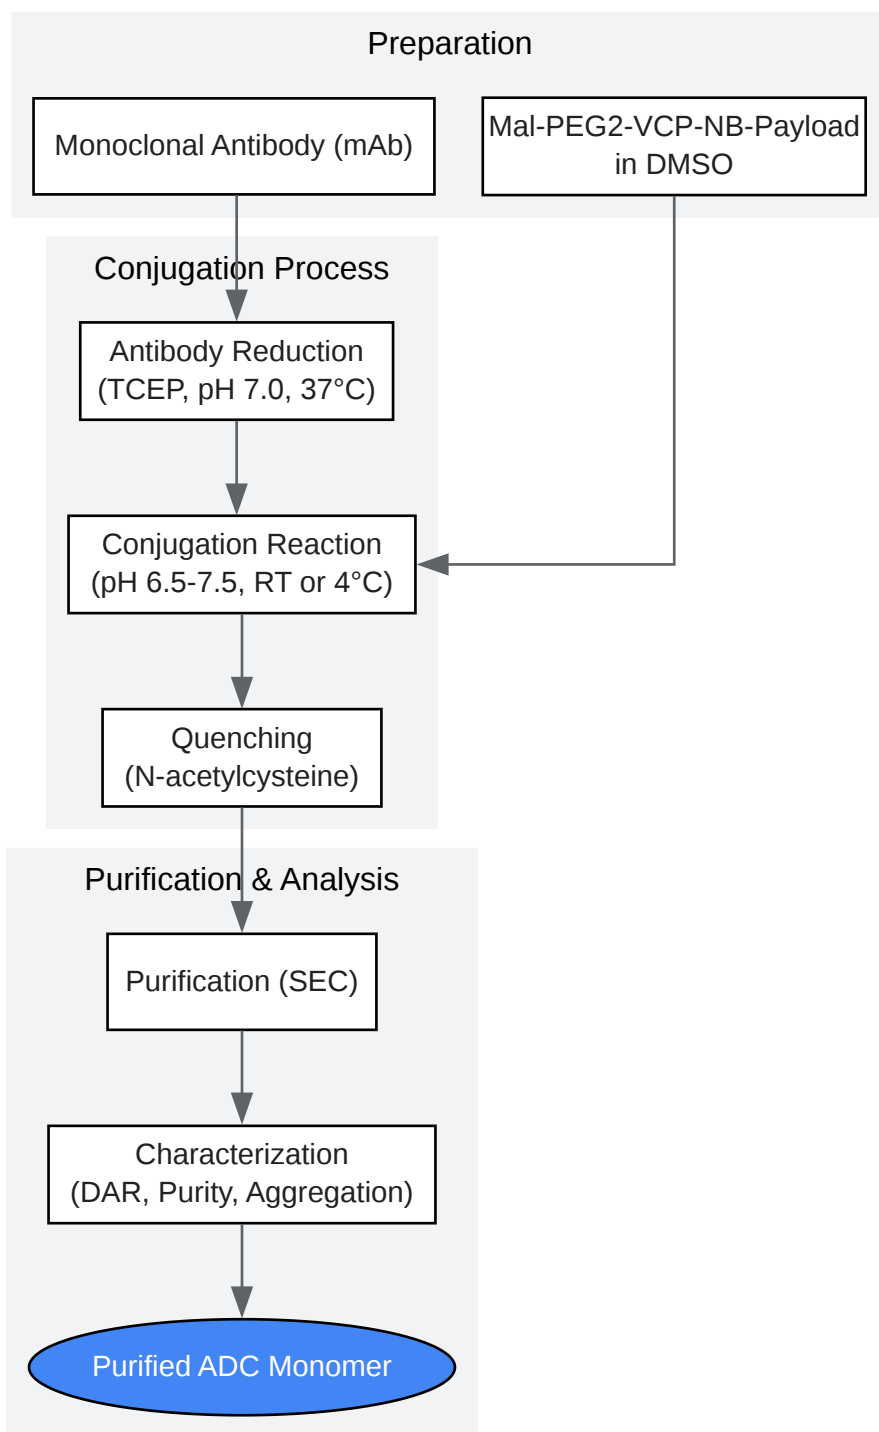 Preparation
Monoclonal Antibody (mAb)
Mal-PEG2-VCP-NB-Payload
in DMSO
Conjugation Process
Antibody Reduction
(TCEP, pH 7.0, 37°C)
Conjugation Reaction
(pH 6.5-7.5, RT or 4°C)
Quenching
(N-acetylcysteine)
Purification & Analysis
Purification (SEC)
Characterization
(DAR, Purity, Aggregation)
Purified ADC Monomer